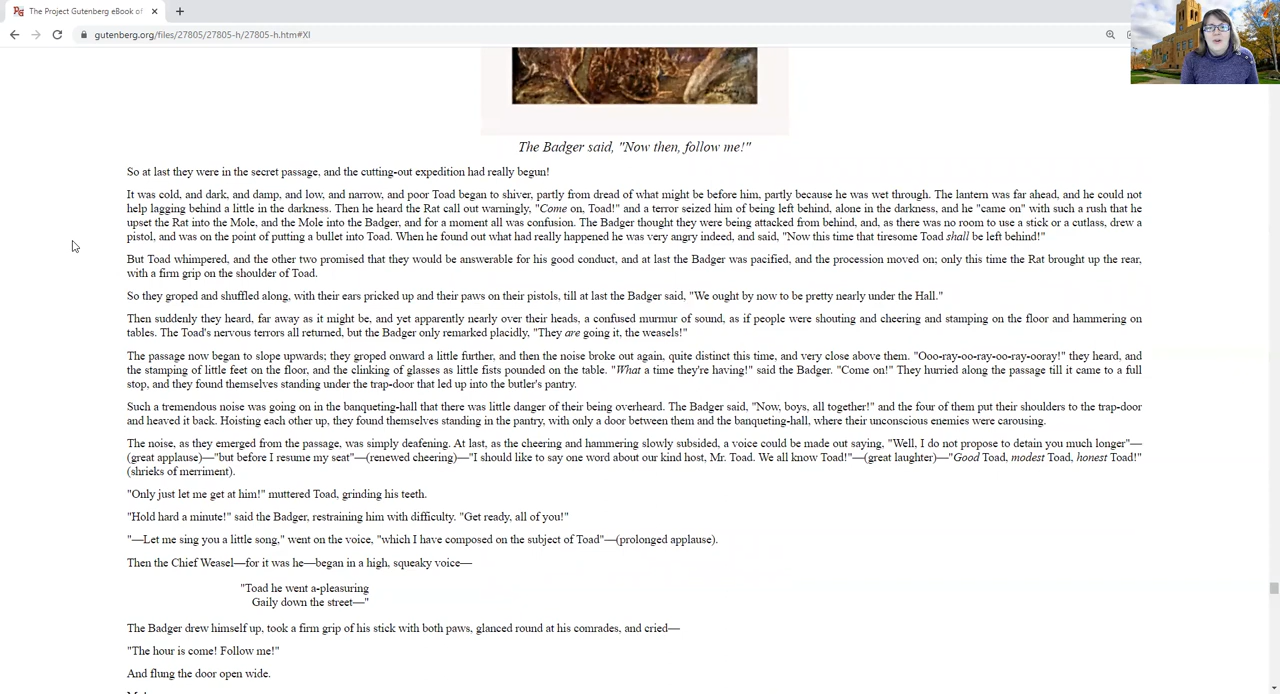 The Project Gutenberg eBook of
gutenberg.org/files/27805/27805-h/27805-h.htm#XI
The Badger said, "Now then, follow me!"
So at last they were in the secret passage, and the cutting-out expedition had really begun!
It was cold, and dark, and damp, and low, and narrow, and poor Toad began to shiver, partly from dread of what might be before him, partly because he was wet through. The lantern was far ahead, and he could not
help lagging behind a little in the darkness. Then he heard the Rat call out warningly, "Come on, Toad!" and a terror seized him of being left behind, alone in the darkness, and he "came on" with such a rush that he
upset the Rat into the Mole, and the Mole into the Badger, and for a moment all was confusion. The Badger thought they were being attacked from behind, and, as there was no room to use a stick or a cutlass, drew a
pistol, and was on the point of putting a bullet into Toad. When he found out what had really happened he was very angry indeed, and said, "Now this time that tiresome Toad shall be left behind!"
But Toad whimpered, and the other two promised that they would be answerable for his good conduct, and at last the Badger was pacified, and the procession moved on; only this time the Rat brought up the rear,
with a firm grip on the shoulder of Toad.
So they groped and shuffled along, with their ears pricked up and their paws on their pistols, till at last the Badger said, "We ought by now to be pretty nearly under the Hall."
Then suddenly they heard, far away as it might be, and yet apparently nearly over their heads, a confused murmur of sound, as if people were shouting and cheering and stamping on the floor and hammering on
tables. The Toad's nervous terrors all returned, but the Badger only remarked placidly, "They are going it, the weasels!"
The passage now began to slope upwards; they groped onward a little further, and then the noise broke out again, quite distinct this time, and very close above them. "Ooo-ray-oo-ray-oo-ray-ooray!" they heard, and
the stamping of little feet on the floor, and the clinking of glasses as little fists pounded on the table. "What a time they're having!" said the Badger. "Come on!" They hurried along the passage till it came to a full
stop, and they found themselves standing under the trap-door that led up into the butler's pantry.
Such a tremendous noise was going on in the banqueting-hall that there was little danger of their being overheard. The Badger said, "Now, boys, all together!" and the four of them put their shoulders to the trap-door
and heaved it back. Hoisting each other up, they found themselves standing in the pantry, with only a door between them and the banqueting-hall, where their unconscious enemies were carousing.
The noise, as they emerged from the passage, was simply deafening. At last, as the cheering and hammering slowly subsided, a voice could be made out saying, "Well, I do not propose to detain you much longer"—
(great applause)—"but before I resume my seat"—(renewed cheering)—"I should like to say one word about our kind host, Mr. Toad. We all know Toad!"—(great laughter)—"Good Toad, modest Toad, honest Toad!"
(shrieks of merriment).
"Only just let me get at him!" muttered Toad, grinding his teeth.
"Hold hard a minute!" said the Badger, restraining him with difficulty. "Get ready, all of you!"
"—Let me sing you a little song," went on the voice, "which I have composed on the subject of Toad"—(prolonged applause).
Then the Chief Weasel—for it was he—began in a high, squeaky voice—
"Toad he went a-pleasuring
Gaily down the street—"
The Badger drew himself up, took a firm grip of his stick with both paws, glanced round at his comrades, and cried—
"The hour is come! Follow me!"
And flung the door open wide.